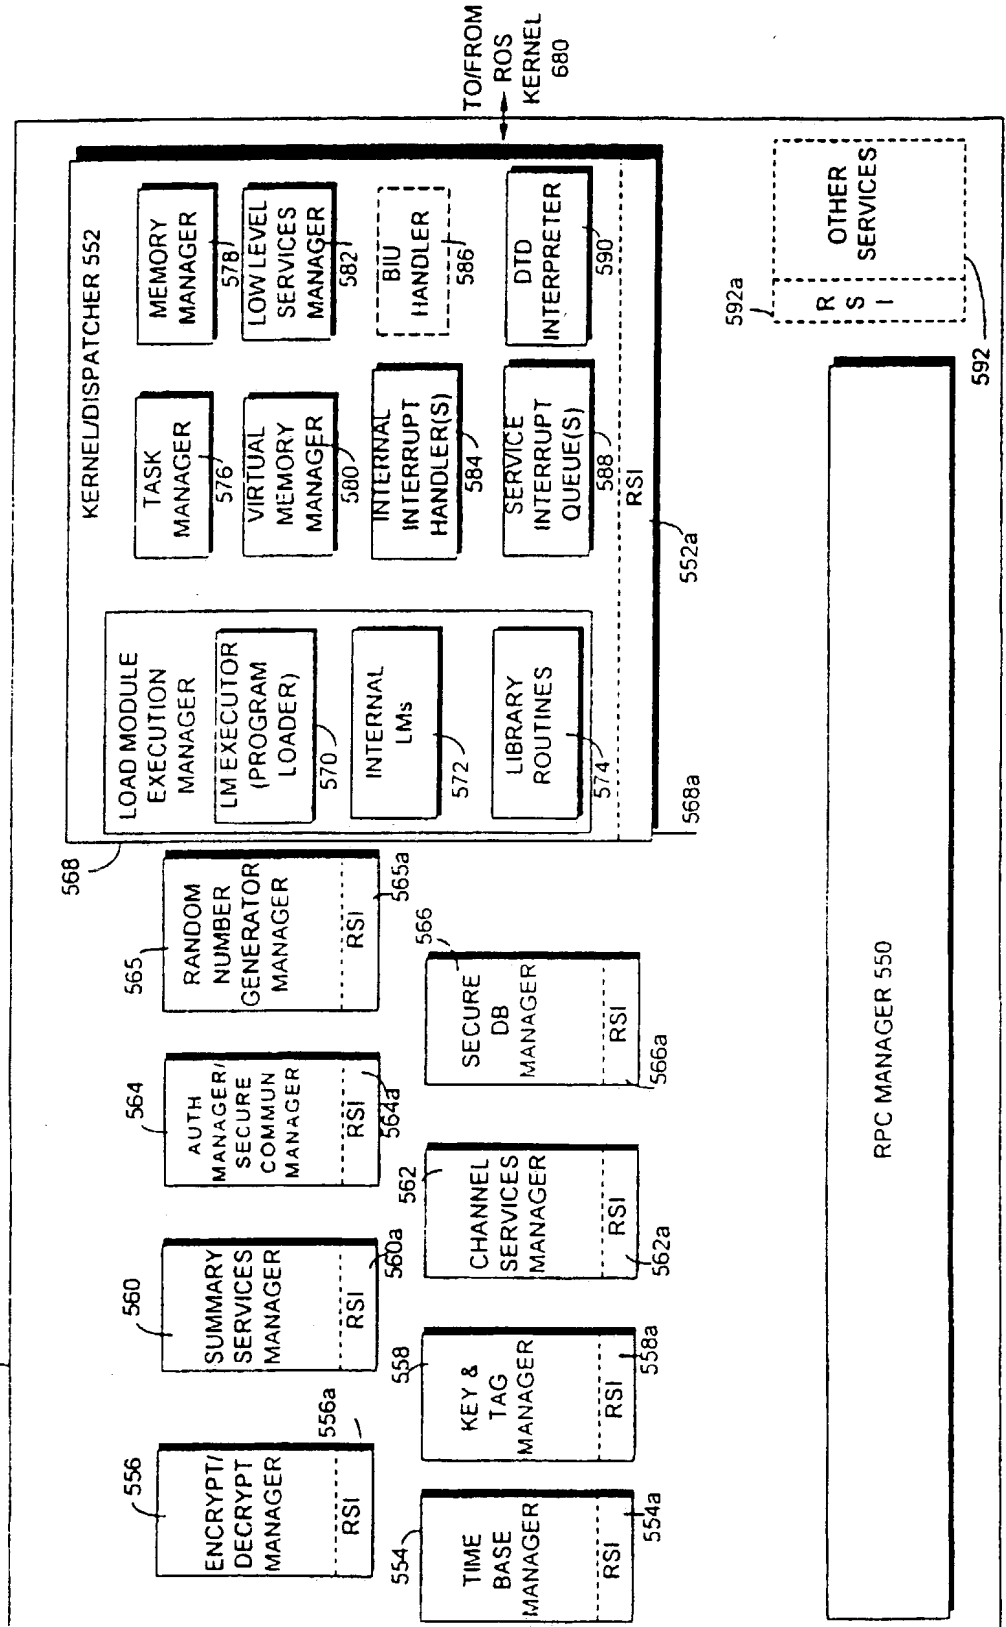 TO/FROM
ROS
KERNEL
680
KERNEL/DISPATCHER 552
LOAD MODULE
EXECUTION
MANAGER
568
LM EXECUTOR
(PROGRAM
LOADER)
570
INTERNAL
LMs
572
LIBRARY
ROUTINES
574
568a
TASK
MANAGER
576
MEMORY
MANAGER
578
VIRTUAL
MEMORY
MANAGER
580
LOW LEVEL
SERVICES
MANAGER
582
INTERNAL
INTERRUPT
HANDLER(S)
584
BIU
HANDLER
586
SERVICE
INTERRUPT
QUEUE(S)
588
DTD
INTERPRETER
590
RSI
552a
556
ENCRYPT/
DECRYPT
MANAGER
RSI
556a
560
SUMMARY
SERVICES
MANAGER
RSI
560a
564
AUTH
MANAGER/
SECURE
COMMUN
MANAGER
RSI
564a
565
RANDOM
NUMBER
GENERATOR
MANAGER
RSI
565a
554
TIME
BASE
MANAGER
RSI
554a
558
KEY &
TAG
MANAGER
RSI
558a
562
CHANNEL
SERVICES
MANAGER
RSI
562a
566
SECURE
DB
MANAGER
RSI
566a
592a
R
S
I
OTHER
SERVICES
592
RPC MANAGER 550